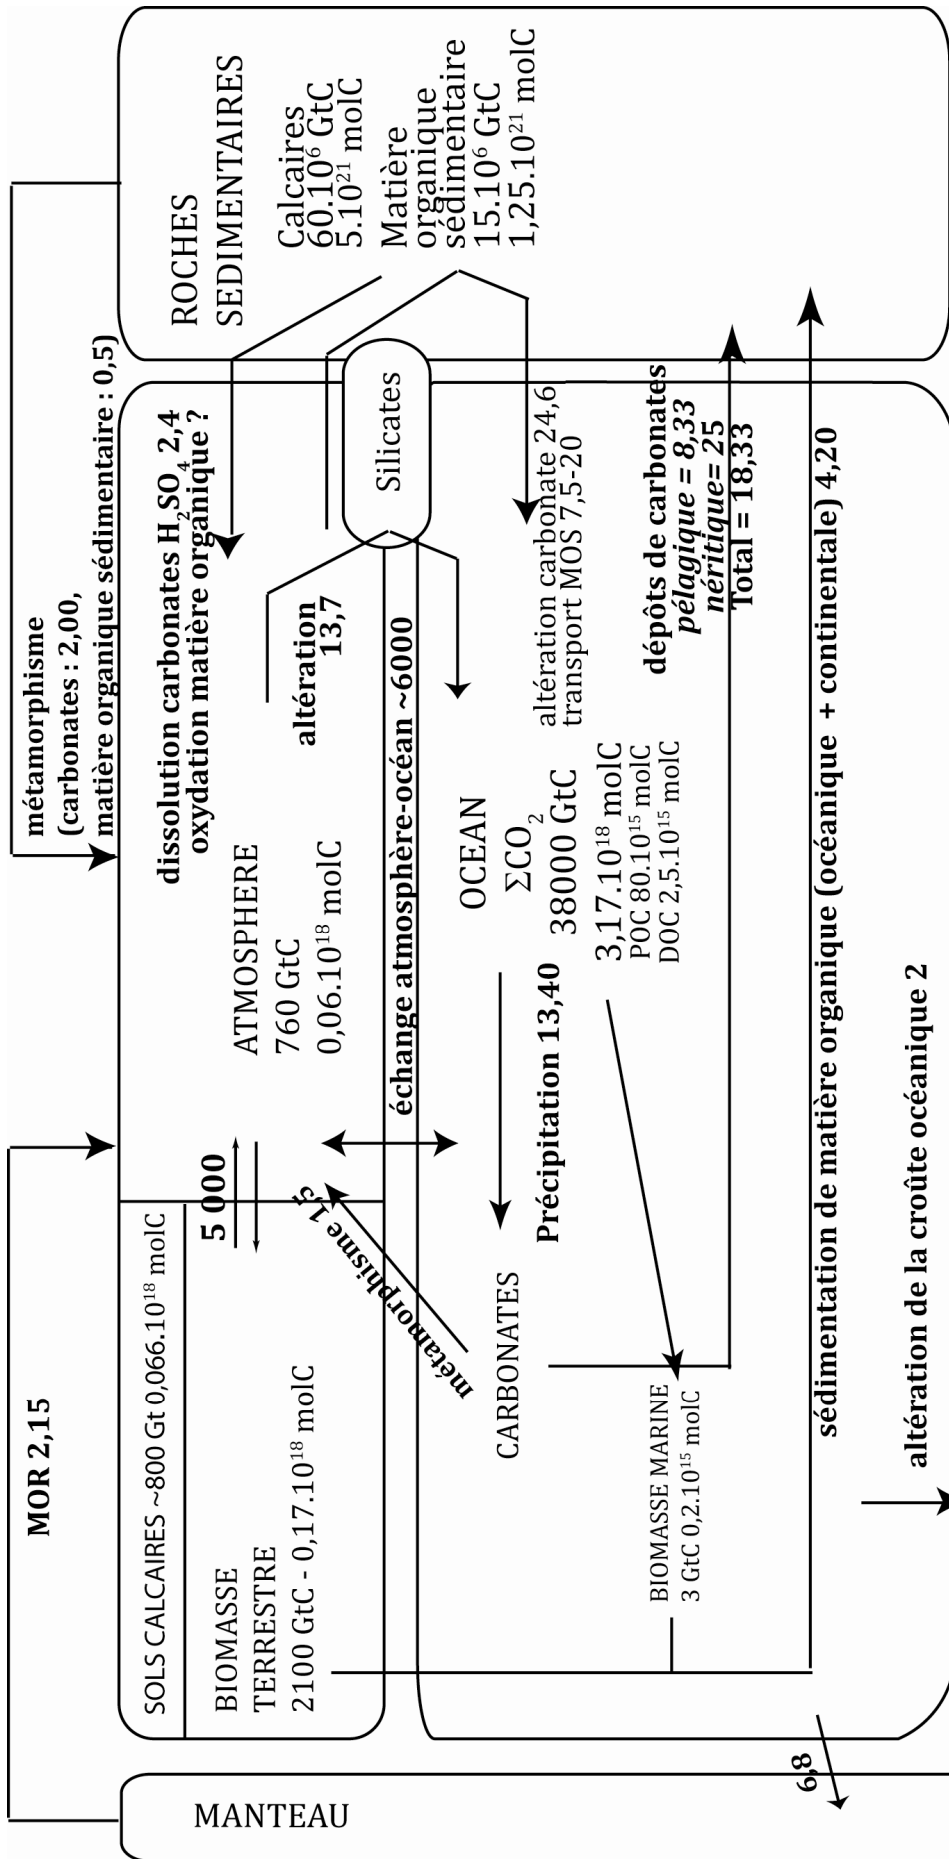 MOR 2,15
métamorphisme
(carbonates : 2,00,
matière organique sédimentaire : 0,5)
MANTEAU
SOLS CALCAIRES ~800 Gt 0,066.10¹⁸ molC
BIOMASSE
TERRESTRE
2100 GtC - 0,17.10¹⁸ molC
5 000
ATMOSPHERE
760 GtC
0,06.10¹⁸ molC
dissolution carbonates H₂SO₄ 2,4
oxydation matière organique ?
altération
13,7
Silicates
ROCHES
SEDIMENTAIRES
Calcaires
60.10⁶ GtC
5.10²¹ molC
Matière
organique
sédimentaire
15.10⁶ GtC
1,25.10²¹ molC
métamorphisme 1,5
échange atmosphère-océan ~6000
CARBONATES
Précipitation 13,40
OCEAN
ΣCO₂
38000 GtC
3,17.10¹⁸ molC
POC 80.10¹⁵ molC
DOC 2,5.10¹⁵ molC
altération carbonate 24,6
transport MOS 7,5-20
dépôts de carbonates
pélagique = 8,33
néritique= 25
Total = 18,33
BIOMASSE MARINE
3 GtC 0,2.10¹⁵ molC
sédimentation de matière organique (océanique + continentale) 4,20
6,8
altération de la croûte océanique 2